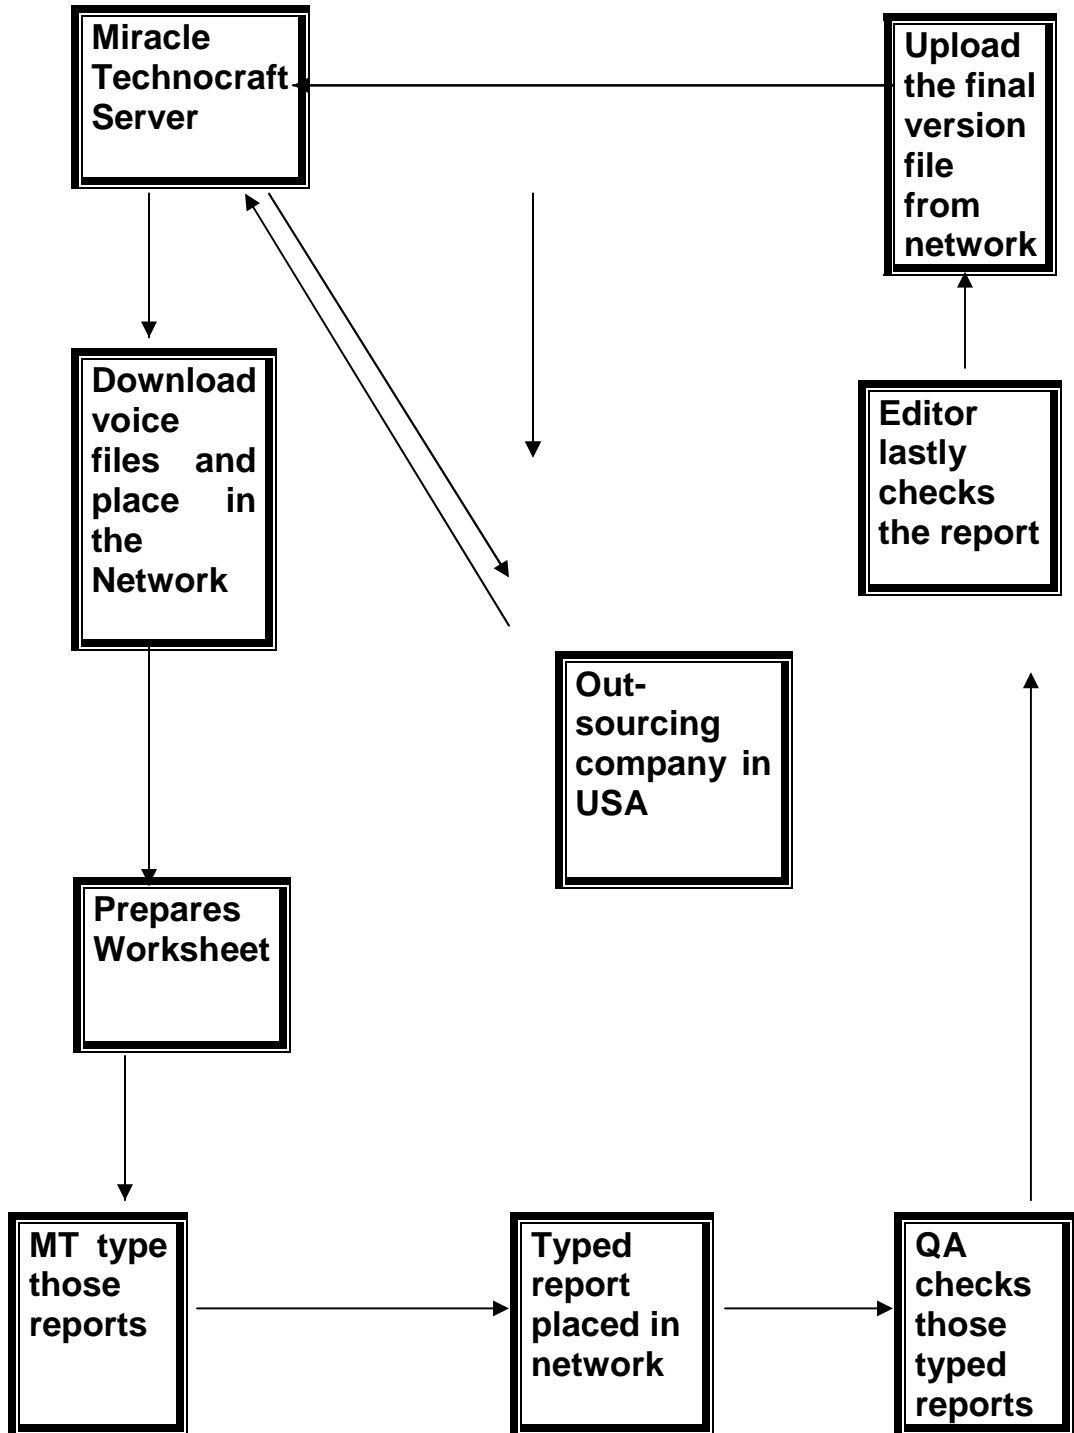 Miracle
Technocraft
Server
Upload
the final
version
file
from
network
Download
voice
files and
place in
the
Network
Editor
lastly
checks
the report
Out-
sourcing
company in
USA
Prepares
Worksheet
MT type
those
reports
Typed
report
placed in
network
QA
checks
those
typed
reports